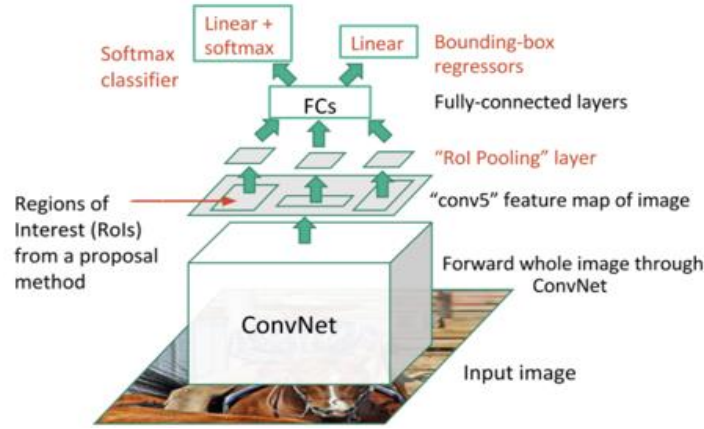 Linear +
softmax
Softmax
classifier
Linear
Bounding-box
regressors
FCs
Fully-connected layers
"RoI Pooling" layer
Regions of
Interest (RoIs)
from a proposal
method
"conv5" feature map of image
Forward whole image through
ConvNet
ConvNet
Input image